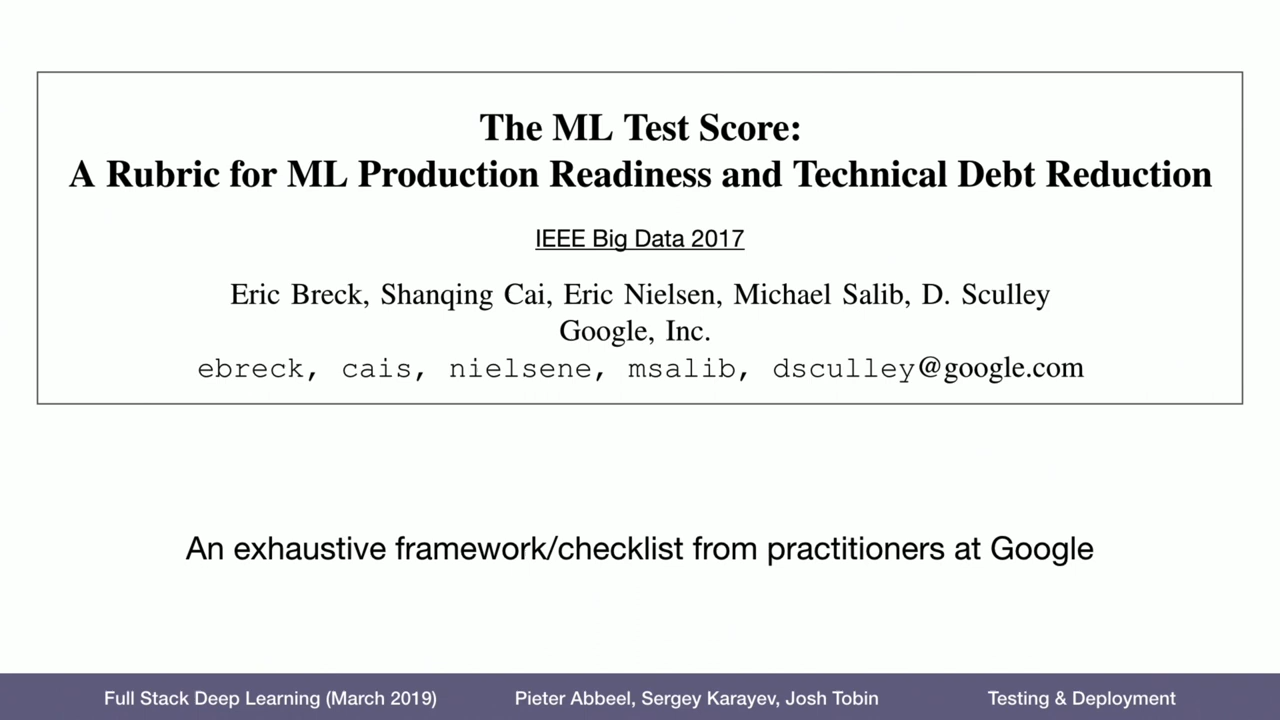 The ML Test Score:
A Rubric for ML Production Readiness and Technical Debt Reduction
IEEE Big Data 2017
Eric Breck, Shanqing Cai, Eric Nielsen, Michael Salib, D. Sculley
Google, Inc.
ebreck, cais, nielsene, msalib, dsculley@google.com
An exhaustive framework/checklist from practitioners at Google
Full Stack Deep Learning (March 2019) Pieter Abbeel, Sergey Karayev, Josh Tobin Testing & Deployment